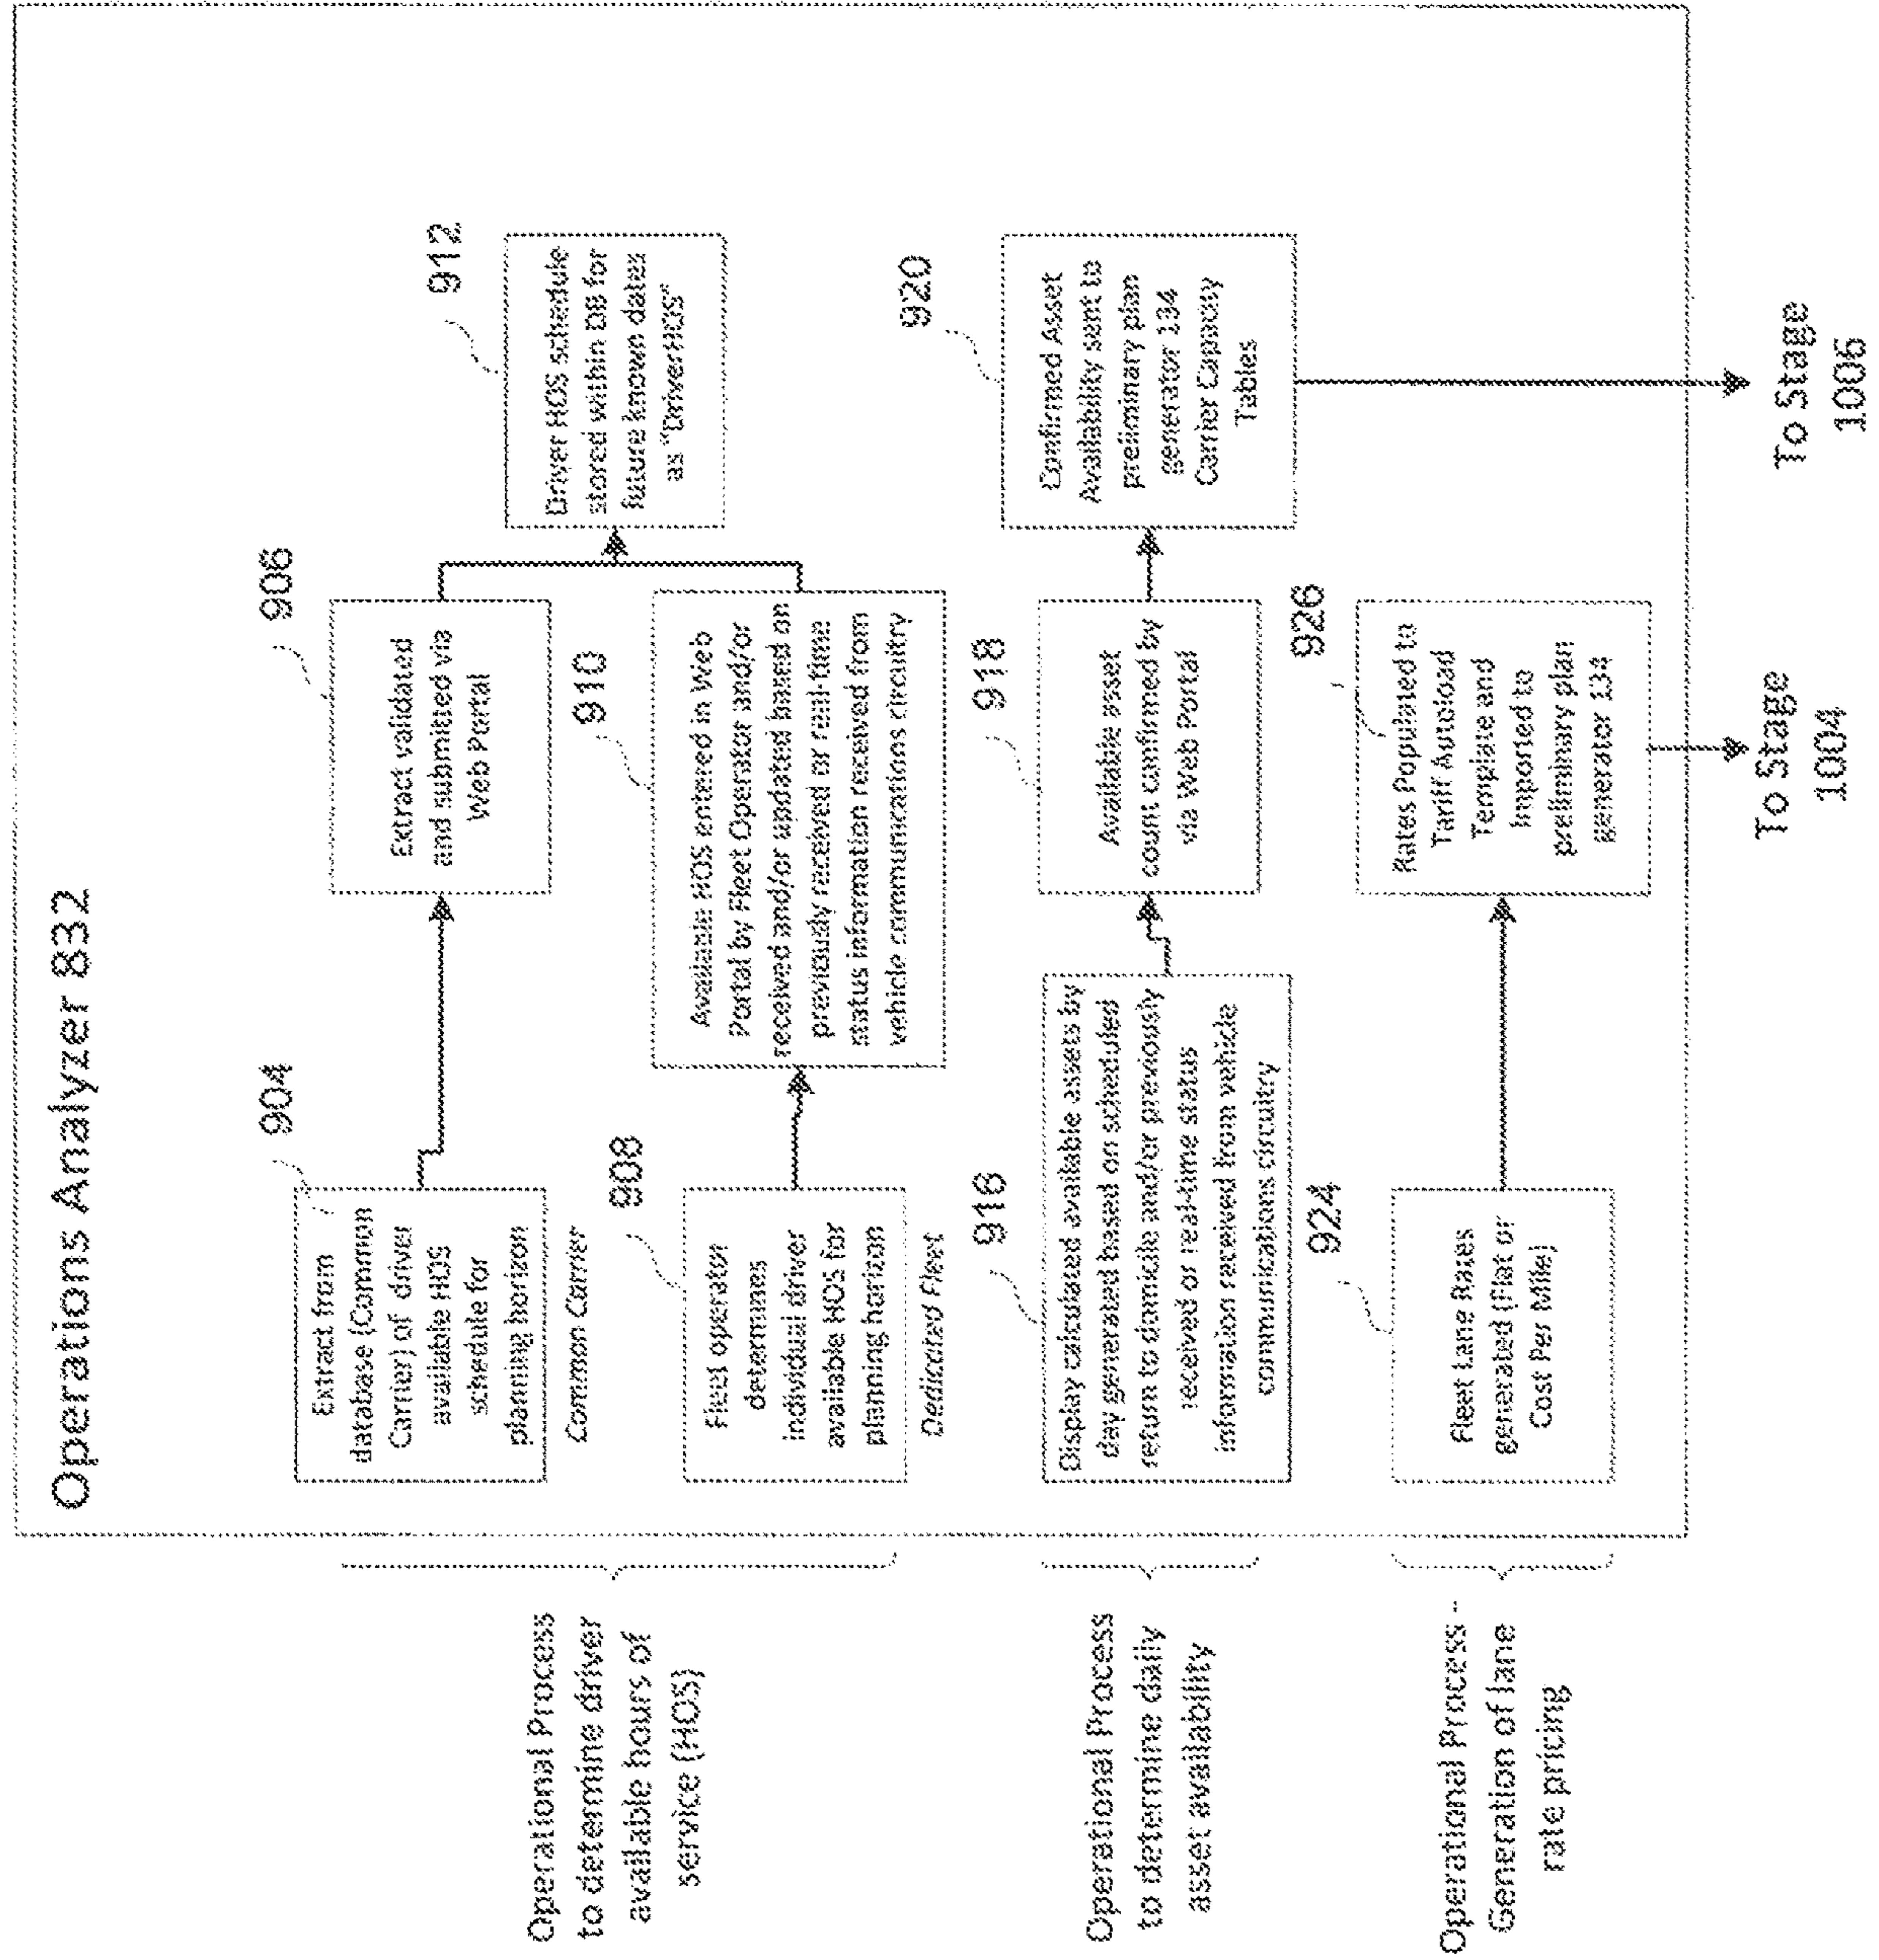 Operations Analyzer 832
Operational Process
to determine driver
available hours of
service (HOS)
904
Extract from
database (Common
Carrier) of driver
available HOS
schedule for
planning horizon
Common Carrier
906
Extract validated
and submitted via
Web Portal
908
Fleet operator
determines
individual driver
available HOS for
planning horizon
Dedicated Fleet
910
Available HOS entered in Web
Portal by Fleet Operator and/or
received and/or updated based on
previously received or real-time
status information received from
vehicle communications circuitry
912
Driver HOS schedule
stored within DB for
future known dates
as "DriverHOS"
Operational Process
to determine daily
asset availability
916
Display calculated available assets by
day generated based on scheduled
return to domicile and/or previously
received or real-time status
information received from vehicle
communications circuitry
918
Available asset
count confirmed by
via Web Portal
920
Confirmed Asset
Availability sent to
preliminary plan
generator 134
Carrier Capacity
Tables
Operational Process -
Generation of lane
rate pricing
924
Fleet Lane Rates
generated (Flat or
Cost Per Mile)
926
Rates Populated to
Tariff Autoload
Template and
Imported to
preliminary plan
generator 134
To Stage
1004
To Stage
1006